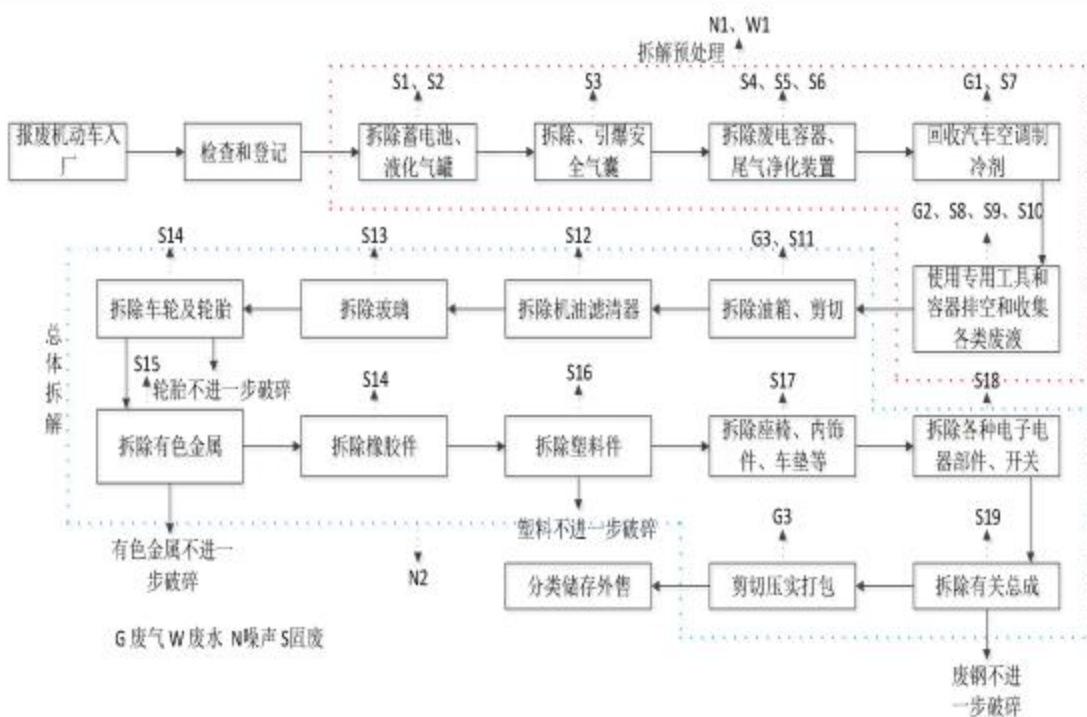 N1、W1
拆解预处理
S1、S2
S3
S4、S5、S6
G1、S7
报废机动车入
厂
检查和登记
拆除蓄电池、
液化气罐
拆除、引爆安
全气囊
拆除废电容器、
尾气净化装置
回收汽车空调制
冷剂
G2、S8、S9、S10
S14
S13
S12
G3、S11
拆除车轮及轮胎
拆除玻璃
拆除机油滤清器
拆除油箱、剪切
使用专用工具和
容器排空和收集
各类废液
总体拆解
S15
轮胎不进一步破碎
S14
S16
S17
S18
拆除有色金属
拆除橡胶件
拆除塑料件
拆除座椅、内饰
件、车垫等
拆除各种电子电
器部件、开关
有色金属不进一
步破碎
N2
塑料不进一步破碎
G3
S19
分类储存外售
剪切压实打包
拆除有关总成
G废气W废水 N噪声S固废
废钢不进
一步破碎